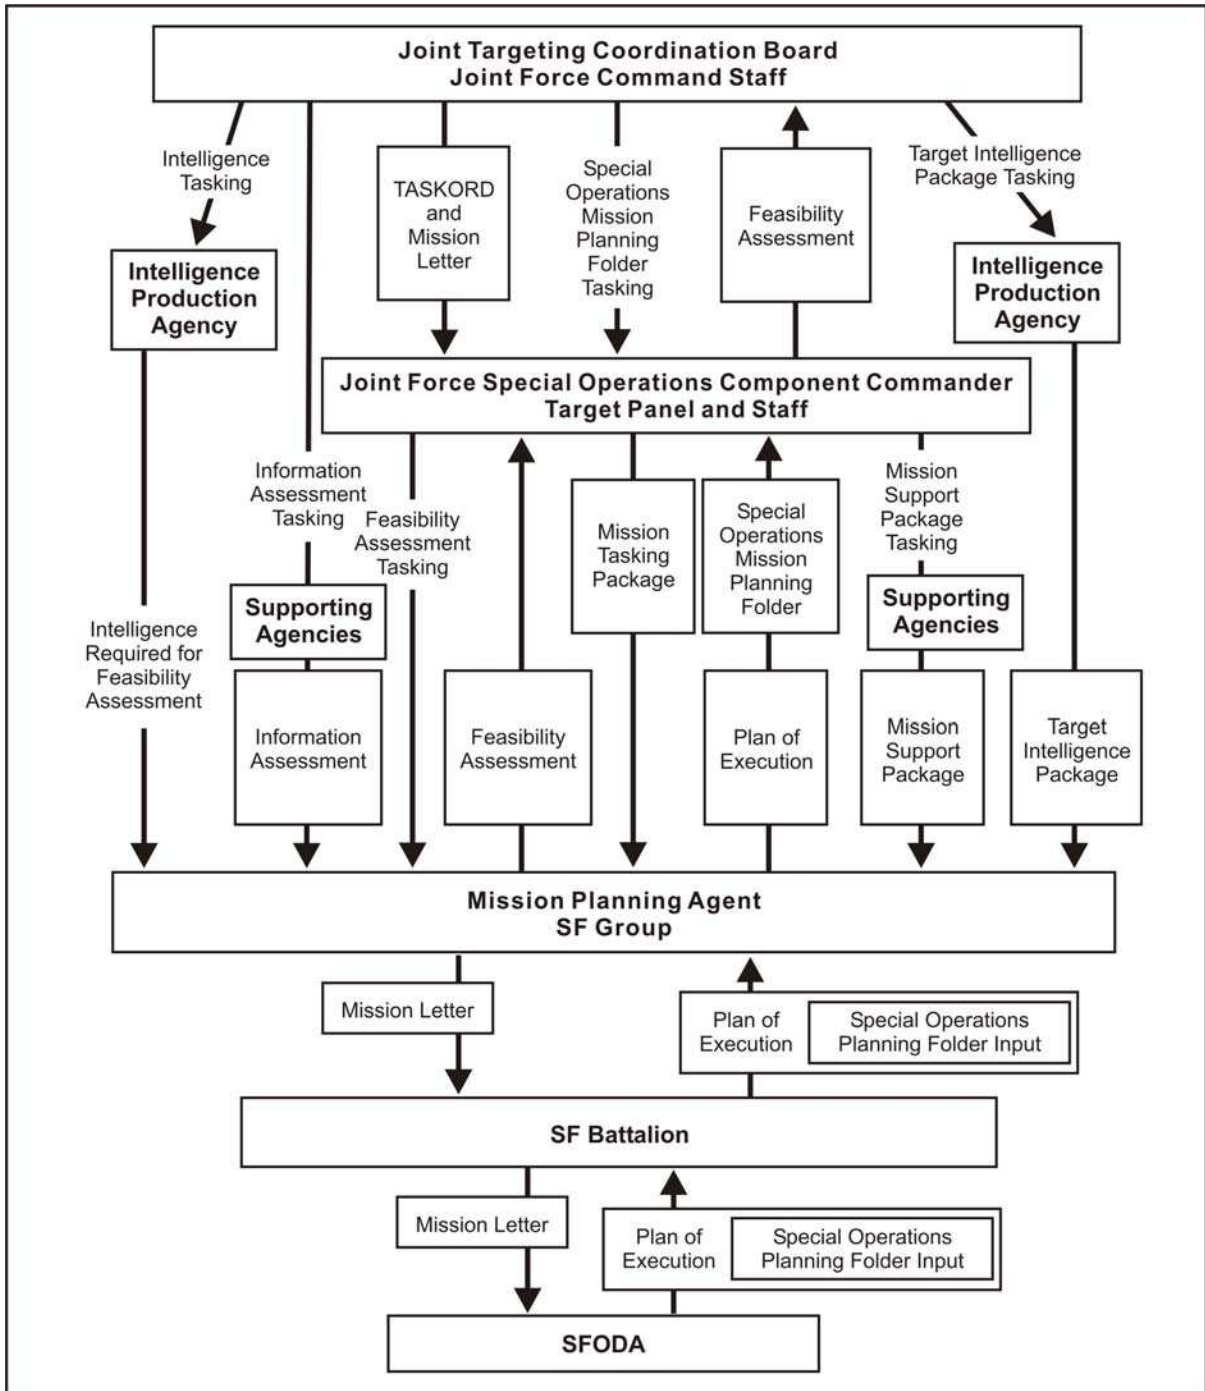 Joint Targeting Coordination Board
Joint Force Command Staff
Intelligence
Tasking
TASKORD
and
Mission
Letter
Special
Operations
Mission
Planning
Folder
Tasking
Feasibility
Assessment
Target Intelligence
Package Tasking
Intelligence
Production
Agency
Intelligence
Production
Agency
Joint Force Special Operations Component Commander
Target Panel and Staff
Information
Assessment
Tasking
Feasibility
Assessment
Tasking
Mission
Tasking
Package
Special
Operations
Mission
Planning
Folder
Mission
Support
Package
Tasking
Supporting
Agencies
Supporting
Agencies
Intelligence
Required for
Feasibility
Assessment
Information
Assessment
Feasibility
Assessment
Plan of
Execution
Mission
Support
Package
Target
Intelligence
Package
Mission Planning Agent
SF Group
Mission Letter
Plan of
Execution
Special Operations
Planning Folder Input
SF Battalion
Mission Letter
Plan of
Execution
Special Operations
Planning Folder Input
SFODA